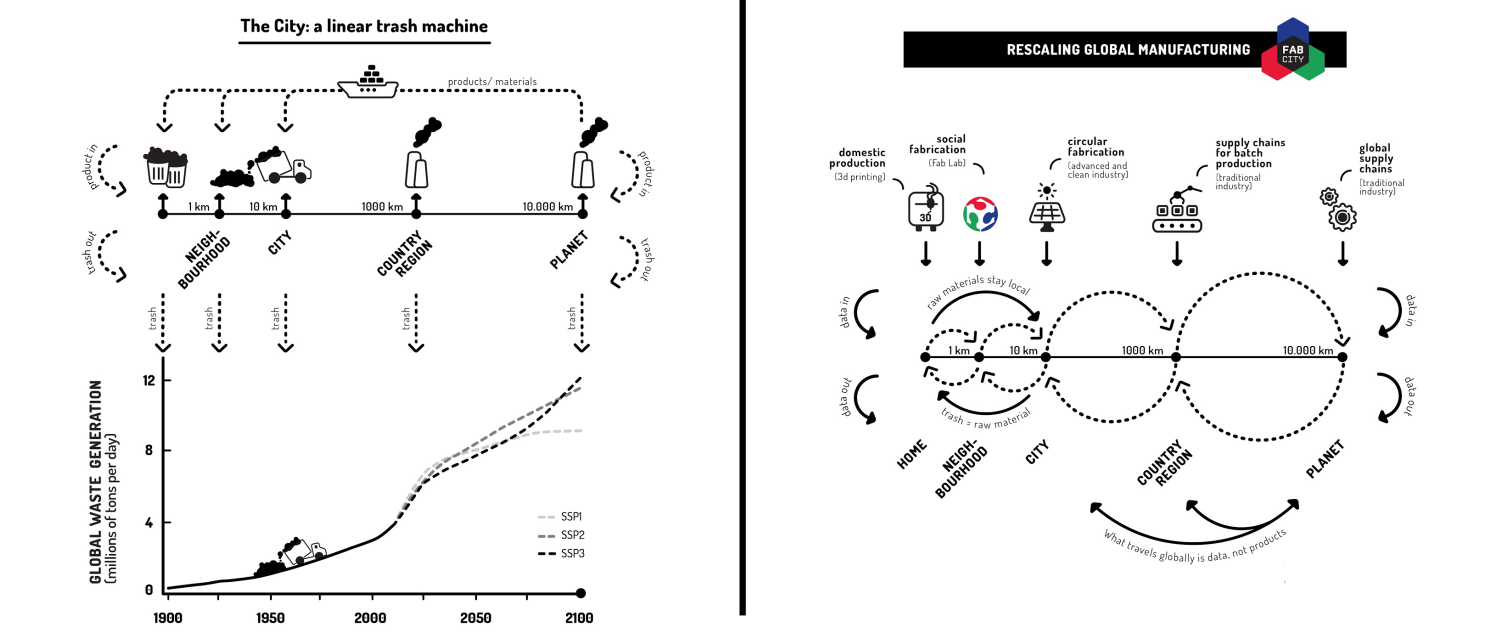 The City: a linear trash machine
products/ materials
product in
product in
1 km
10 km
1000 km
10.000 km
trash out
NEIGH-
BOURHOOD
CITY
COUNTRY
REGION
PLANET
trash out
trash
trash
trash
trash
trash
GLOBAL WASTE GENERATION
(millions of tons per day)
12
8
4
0
SSP1
SSP2
SSP3
1900
1950
2000
2050
2100
RESCALING GLOBAL MANUFACTURING
FAB
CITY
domestic
production
(3d printing)
social
fabrication
(Fab Lab)
circular
fabrication
(advanced and
clean industry)
supply chains
for batch
production
(traditional
industry)
global
supply
chains
(traditional
industry)
3D
data in
raw materials stay local
data in
1 km
10 km
1000 km
10.000 km
data out
trash = raw material
data out
HOME
NEIGH-
BOURHOOD
CITY
COUNTRY
REGION
PLANET
What travels globally is data, not products